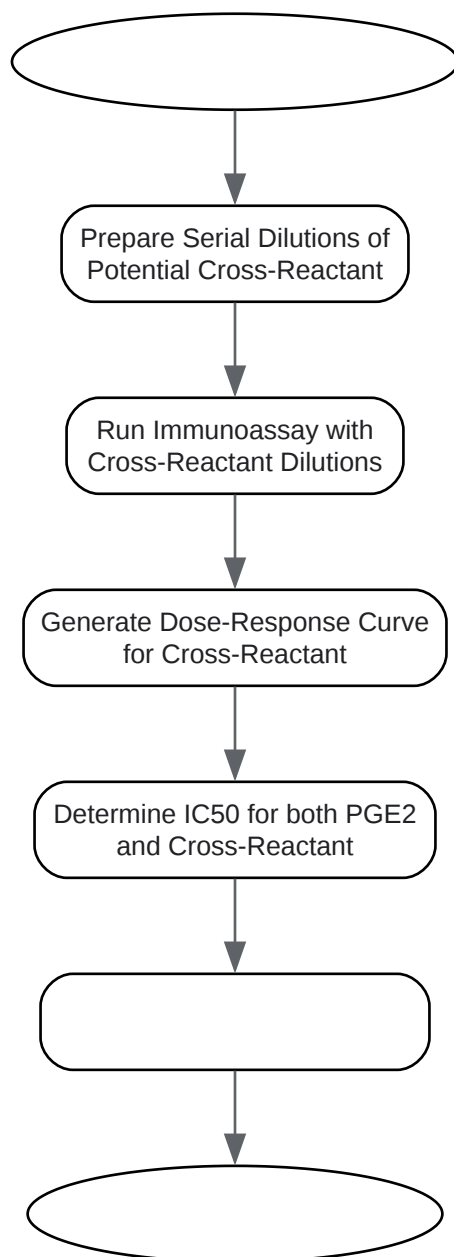 Prepare Serial Dilutions of
Potential Cross-Reactant
Run Immunoassay with
Cross-Reactant Dilutions
Generate Dose-Response Curve
for Cross-Reactant
Determine IC50 for both PGE2
and Cross-Reactant